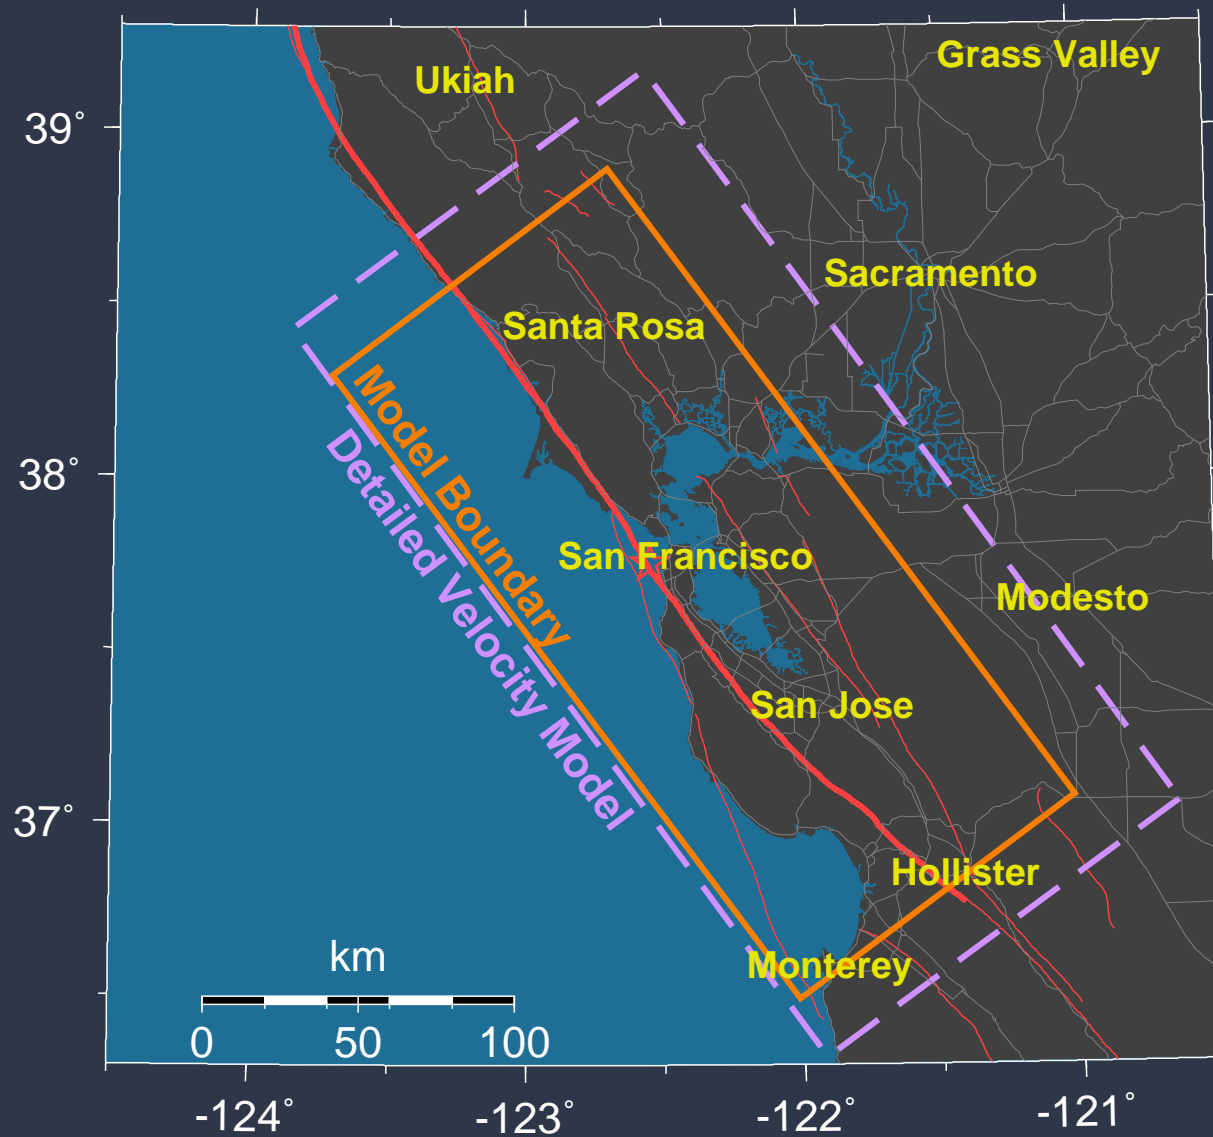 Grass Valley
Ukiah
39°
Sacramento
Santa Rosa
Model Boundary
38°
Detailed Velocity Model
San Francisco
Modesto
San Jose
37°
Hollister
km
Monterey
0 50 100
-124° -123° -122° -121°